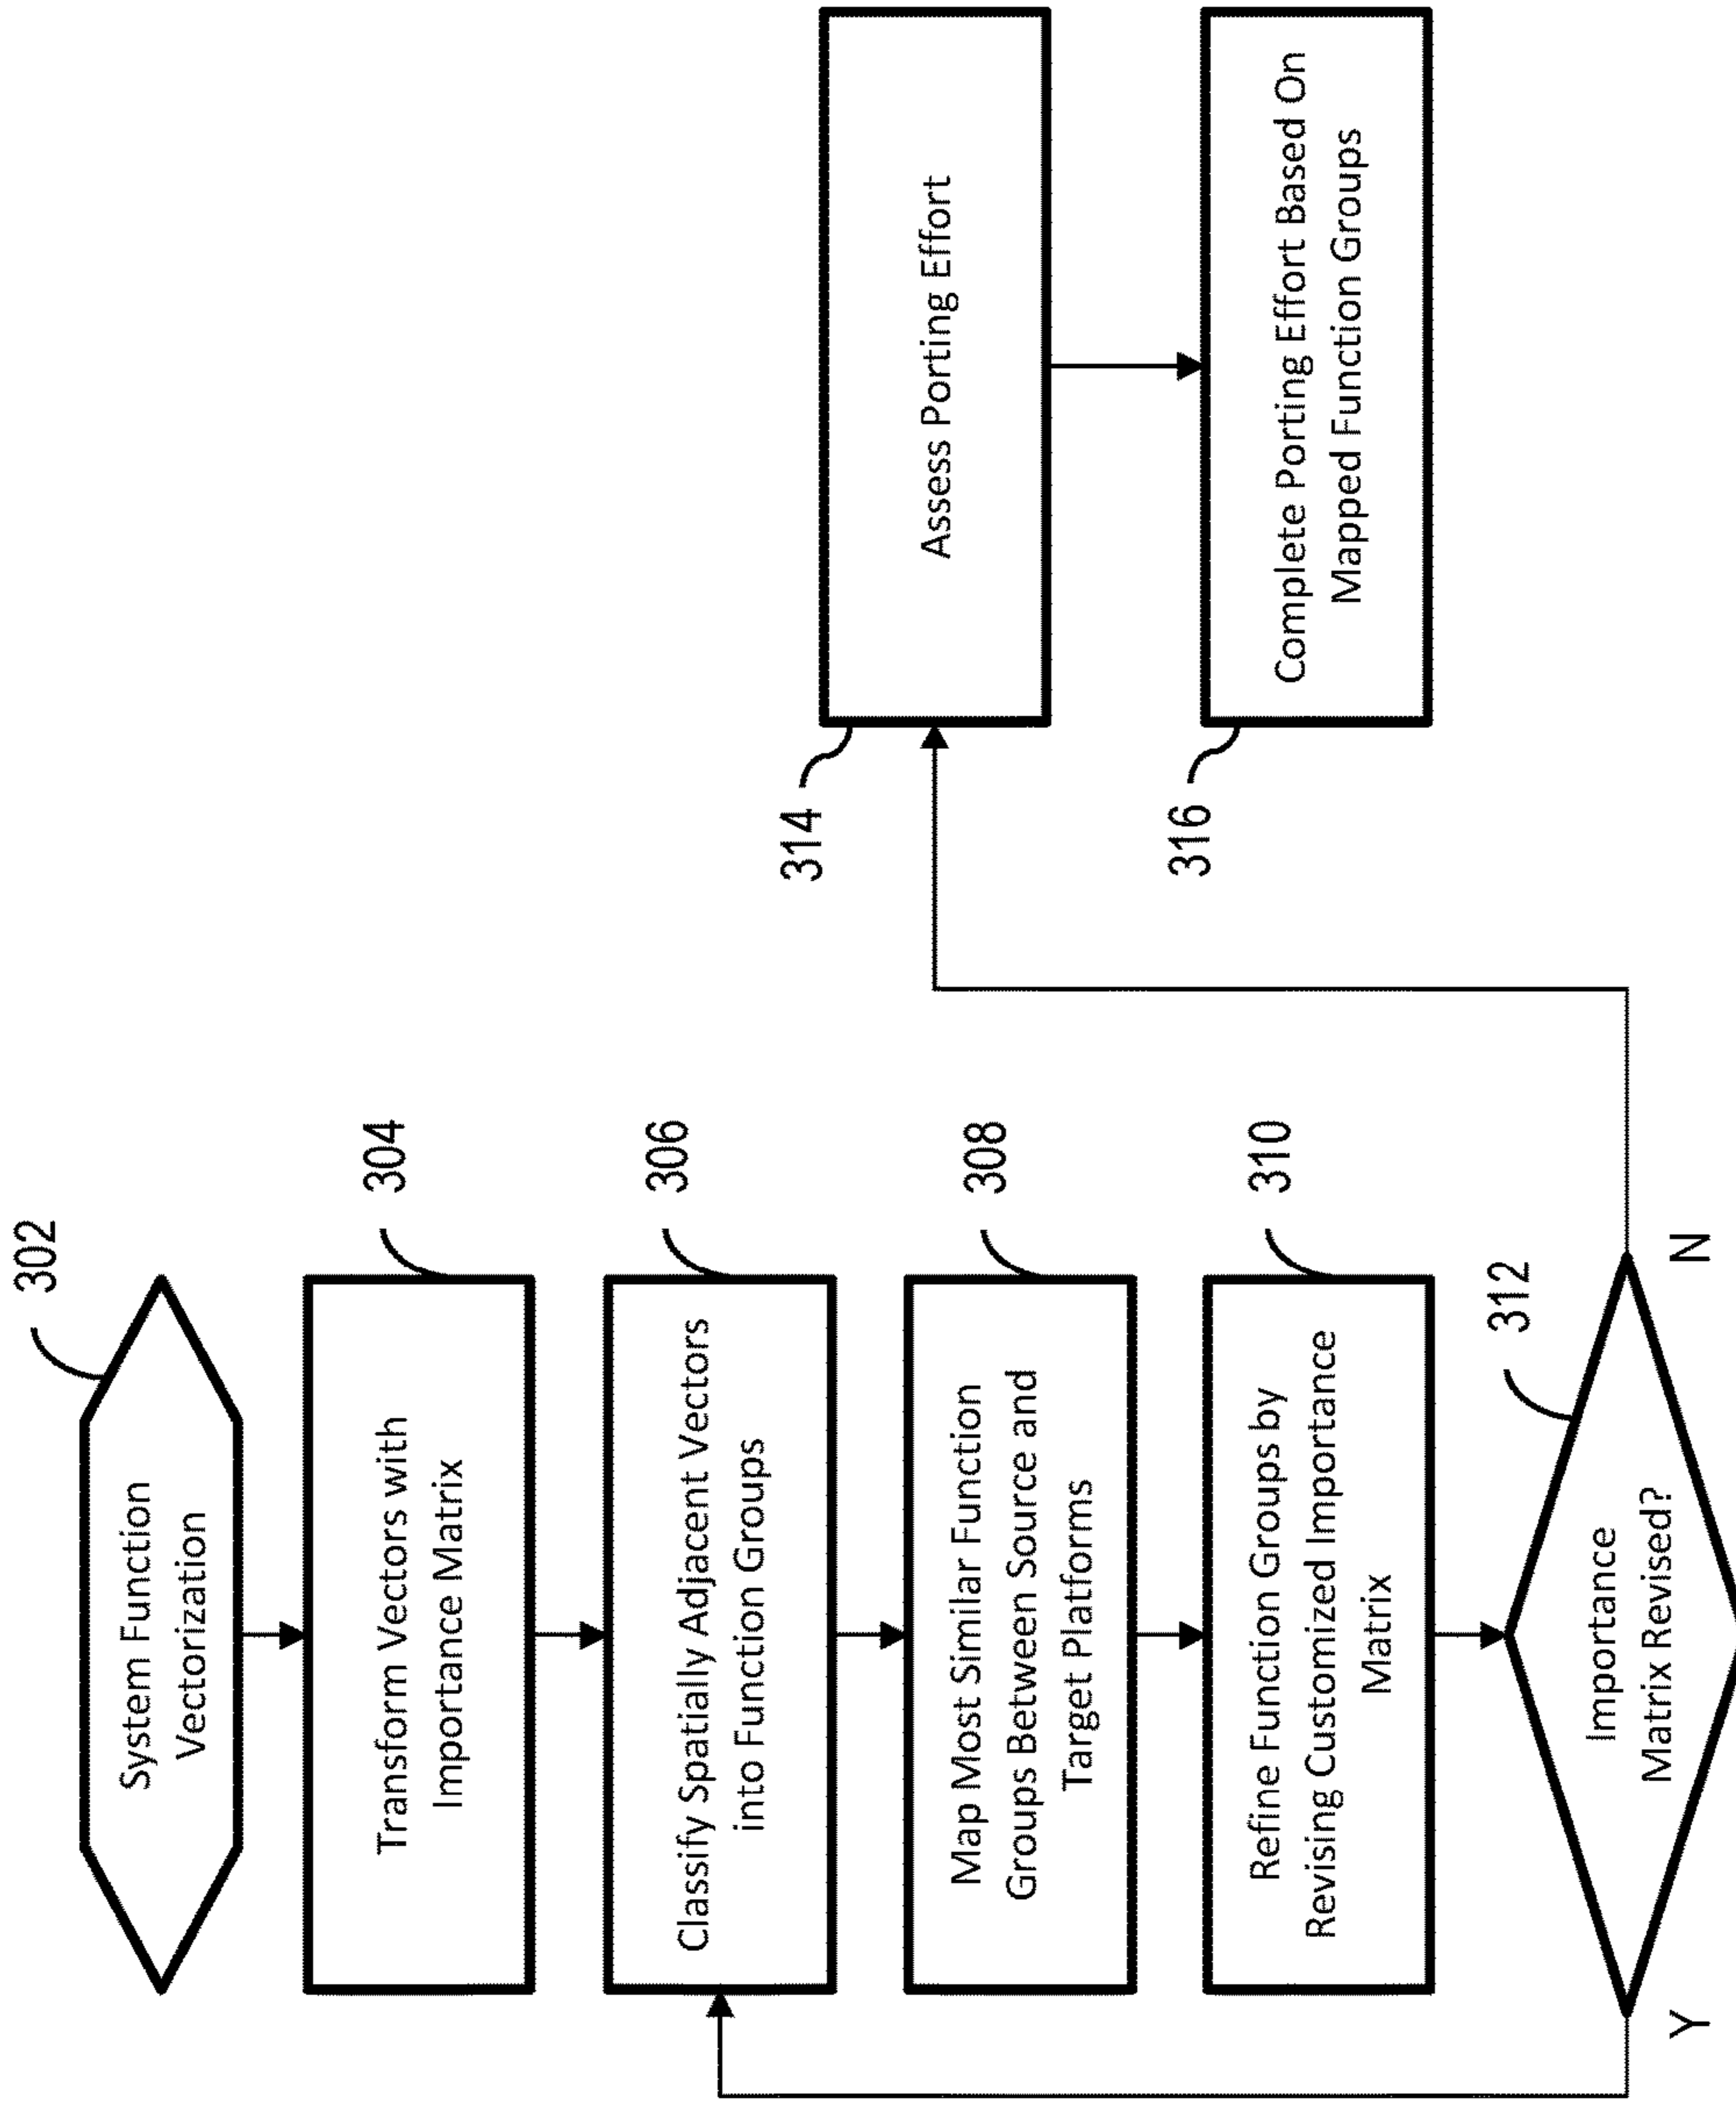 302
System Function
Vectorization
304
Transform Vectors with
Importance Matrix
306
Classify Spatially Adjacent Vectors
into Function Groups
308
Map Most Similar Function
Groups Between Source and
Target Platforms
310
Refine Function Groups by
Revising Customized Importance
Matrix
312
Importance
Matrix Revised?
Y
N
314
Assess Porting Effort
316
Complete Porting Effort Based On
Mapped Function Groups